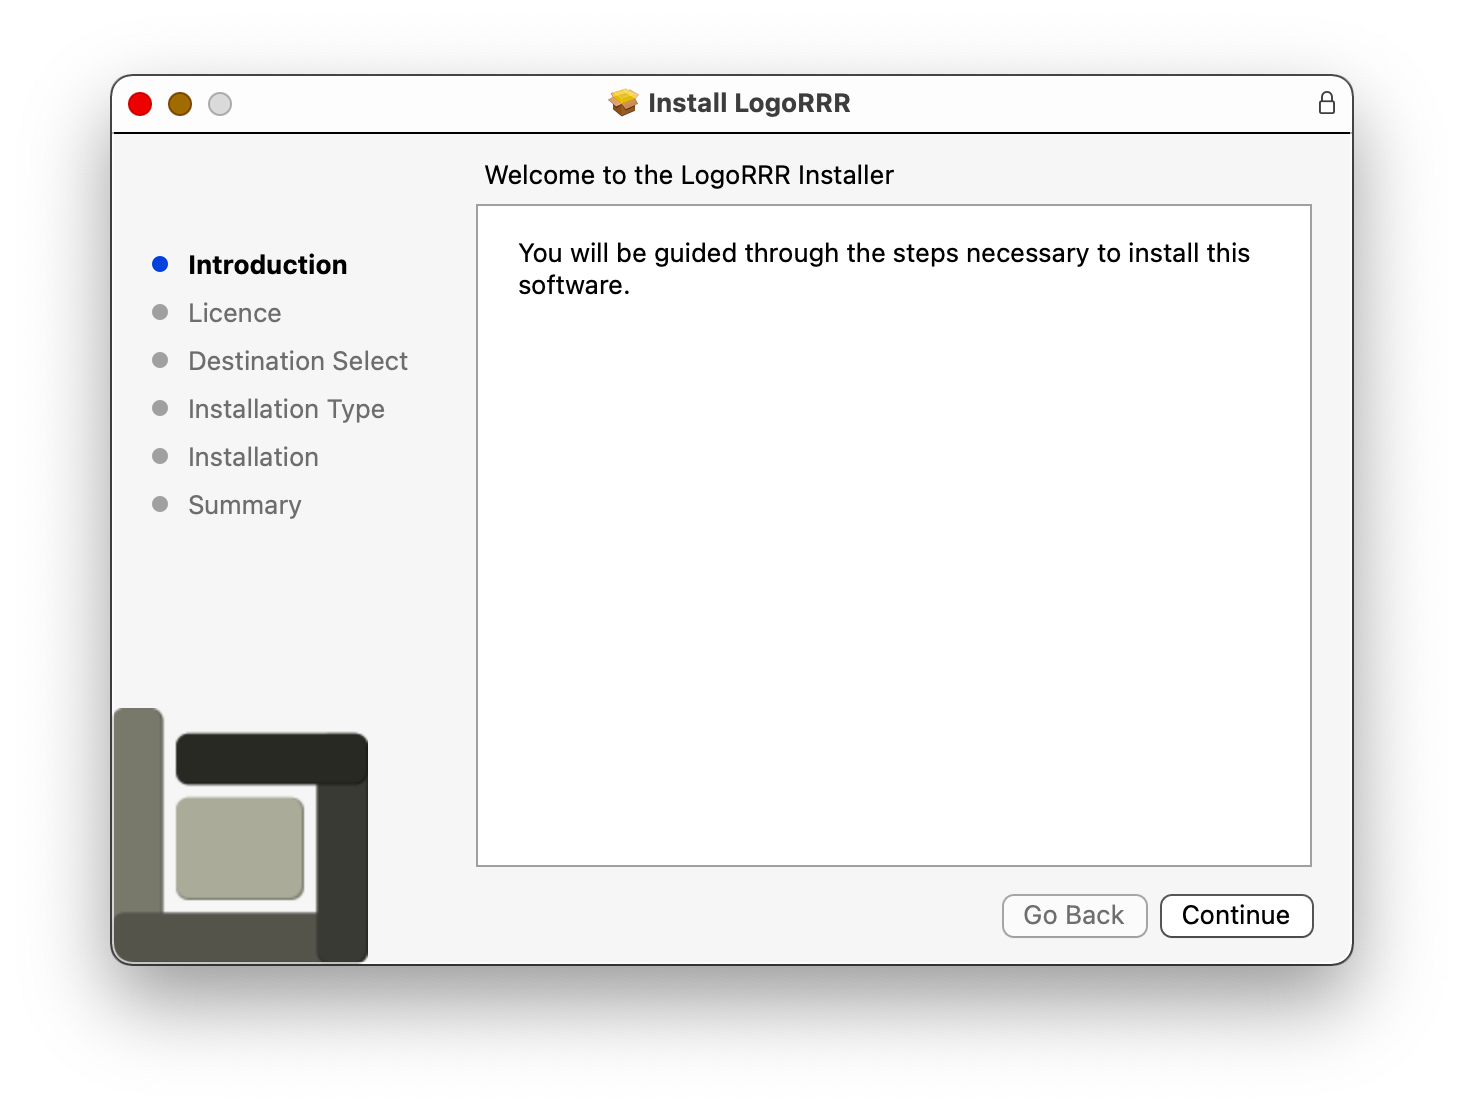 Install LogoRRR
Welcome to the LogoRRR Installer
Introduction
Licence
Destination Select
Installation Type
Installation
Summary
You will be guided through the steps necessary to install this
software.
Go Back
Continue